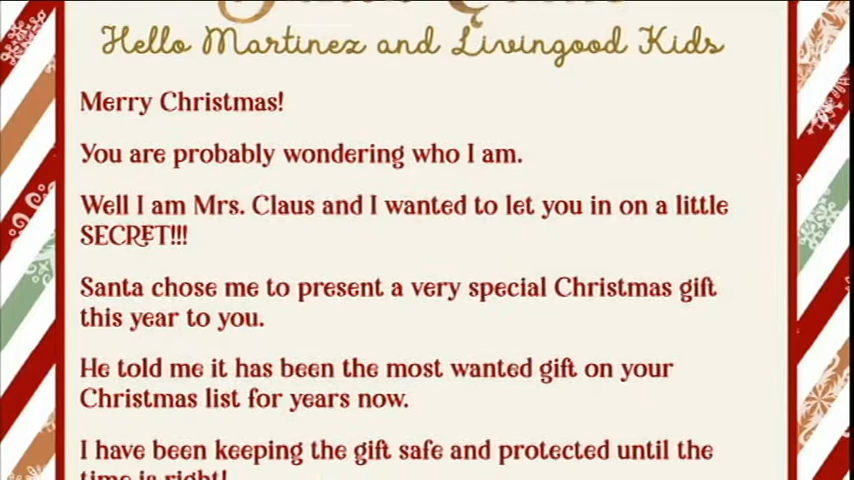 Hello Martinez and Livingood Kids
Merry Christmas!
You are probably wondering who I am.
Well I am Mrs. Claus and I wanted to let you in on a little
SECRET!!!
Santa chose me to present a very special Christmas gift
this year to you.
He told me it has been the most wanted gift on your
Christmas list for years now.
I have been keeping the gift safe and protected until the
time is right!